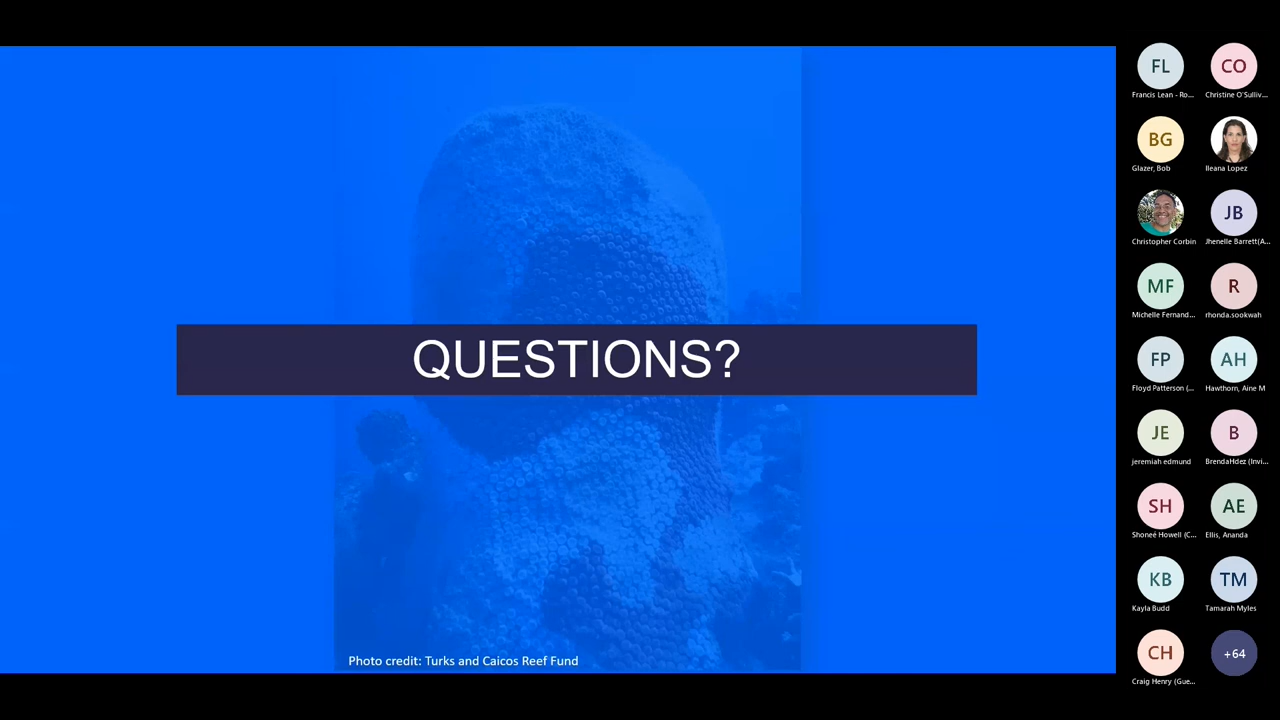 QUESTIONS?
Photo credit: Turks and Caicos Reef Fund
FL
CO
Francis Lean - Ro...
Christine O'Sulliv...
BG
Glazer, Bob
Ileana Lopez
JB
Christopher Corbin
Jhenelle Barrett(A...
MF
R
Michelle Fernand...
rhonda.sookwah
FP
AH
Floyd Patterson (...
Hawthorn, Aine M
JE
B
jeremiah edmund
BrendaHdez (Invi...
SH
AE
Shoneé Howell (C...
Ellis, Ananda
KB
TM
Kayla Budd
Tamarah Myles
CH
+64
Craig Henry (Gue...